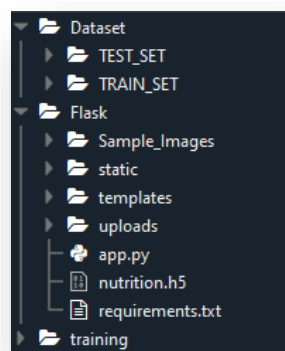 Dataset
TEST_SET
TRAIN_SET
Flask
Sample_Images
static
templates
uploads
app.py
nutrition.h5
requirements.txt
training